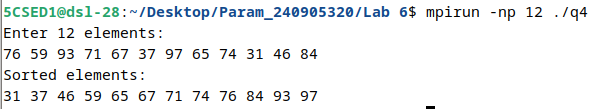 5CSED1@dsl-28:~/Desktop/Param_240905320/Lab 6$ mpirun -np 12 ./q4
Enter 12 elements:
76 59 93 71 67 37 97 65 74 31 46 84
Sorted elements:
31 37 46 59 65 67 71 74 76 84 93 97